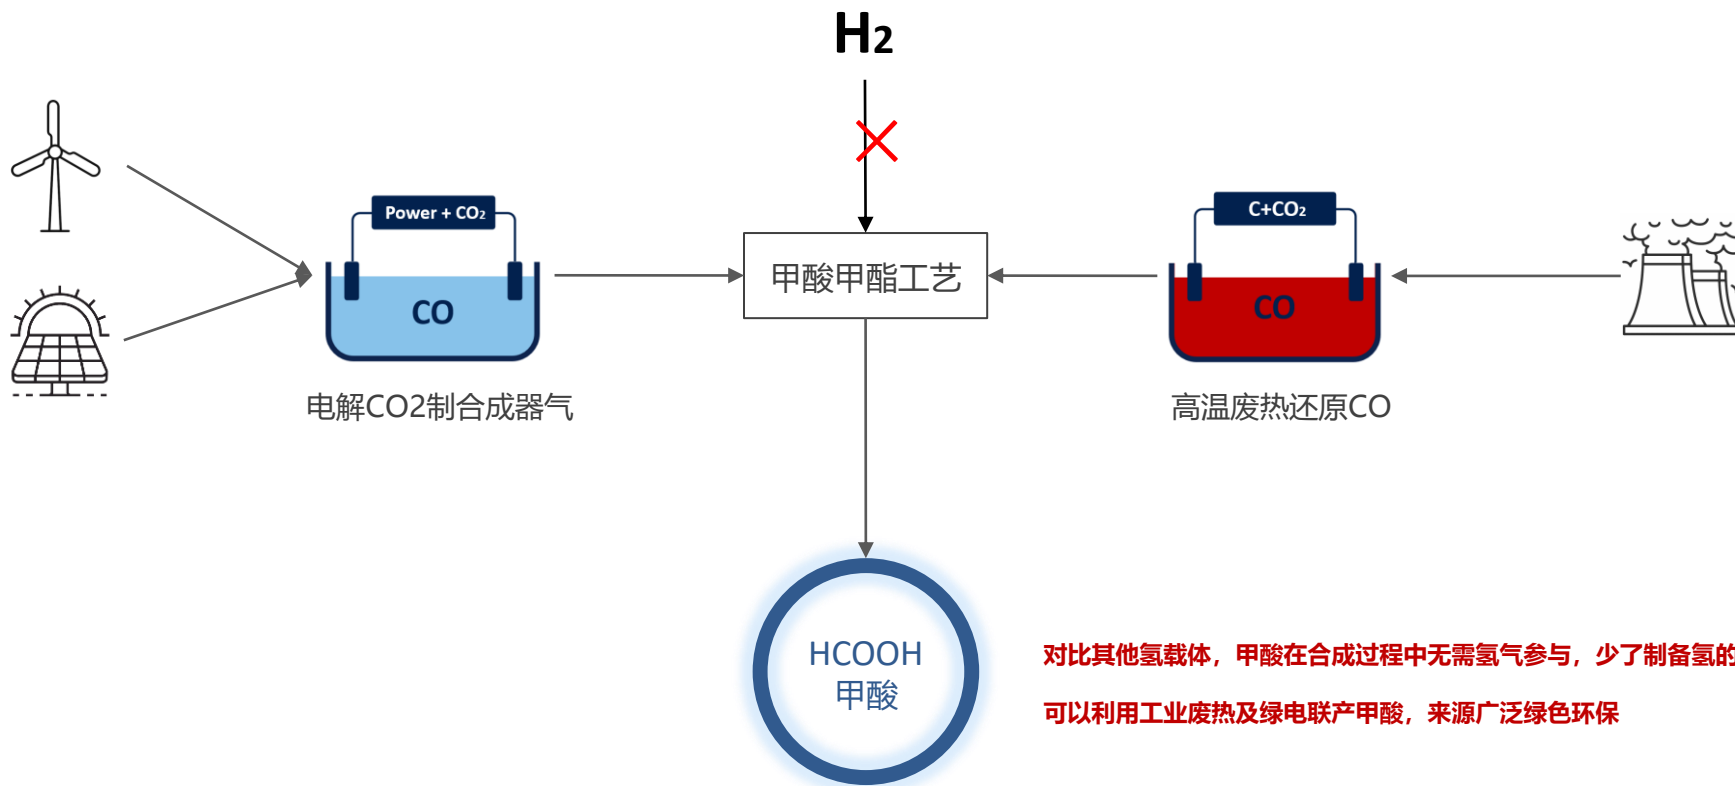 H2
Power + CO2
C+CO2
甲酸甲酯工艺
CO
CO
电解CO2制合成器气
高温废热还原CO
HCOOH
甲酸
对比其他氢载体，甲酸在合成过程中无需氢气参与，少了制备氢的
可以利用工业废热及绿电联产甲酸，来源广泛绿色环保